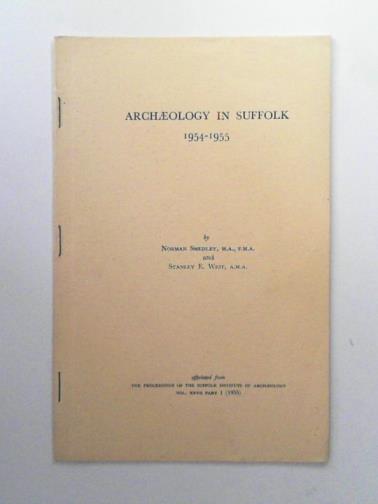 ARCHÆOLOGY IN SUFFOLK
1954-1955
by
NORMAN SMEDLEY, M.A., F.M.A.
and
STANLEY E. WEST, A.M.A.
offprinted from
THE PROCEEDINGS OF THE SUFFOLK INSTITUTE OF ARCHÆOLOGY
VOL. XXVII PART 1 (1955)